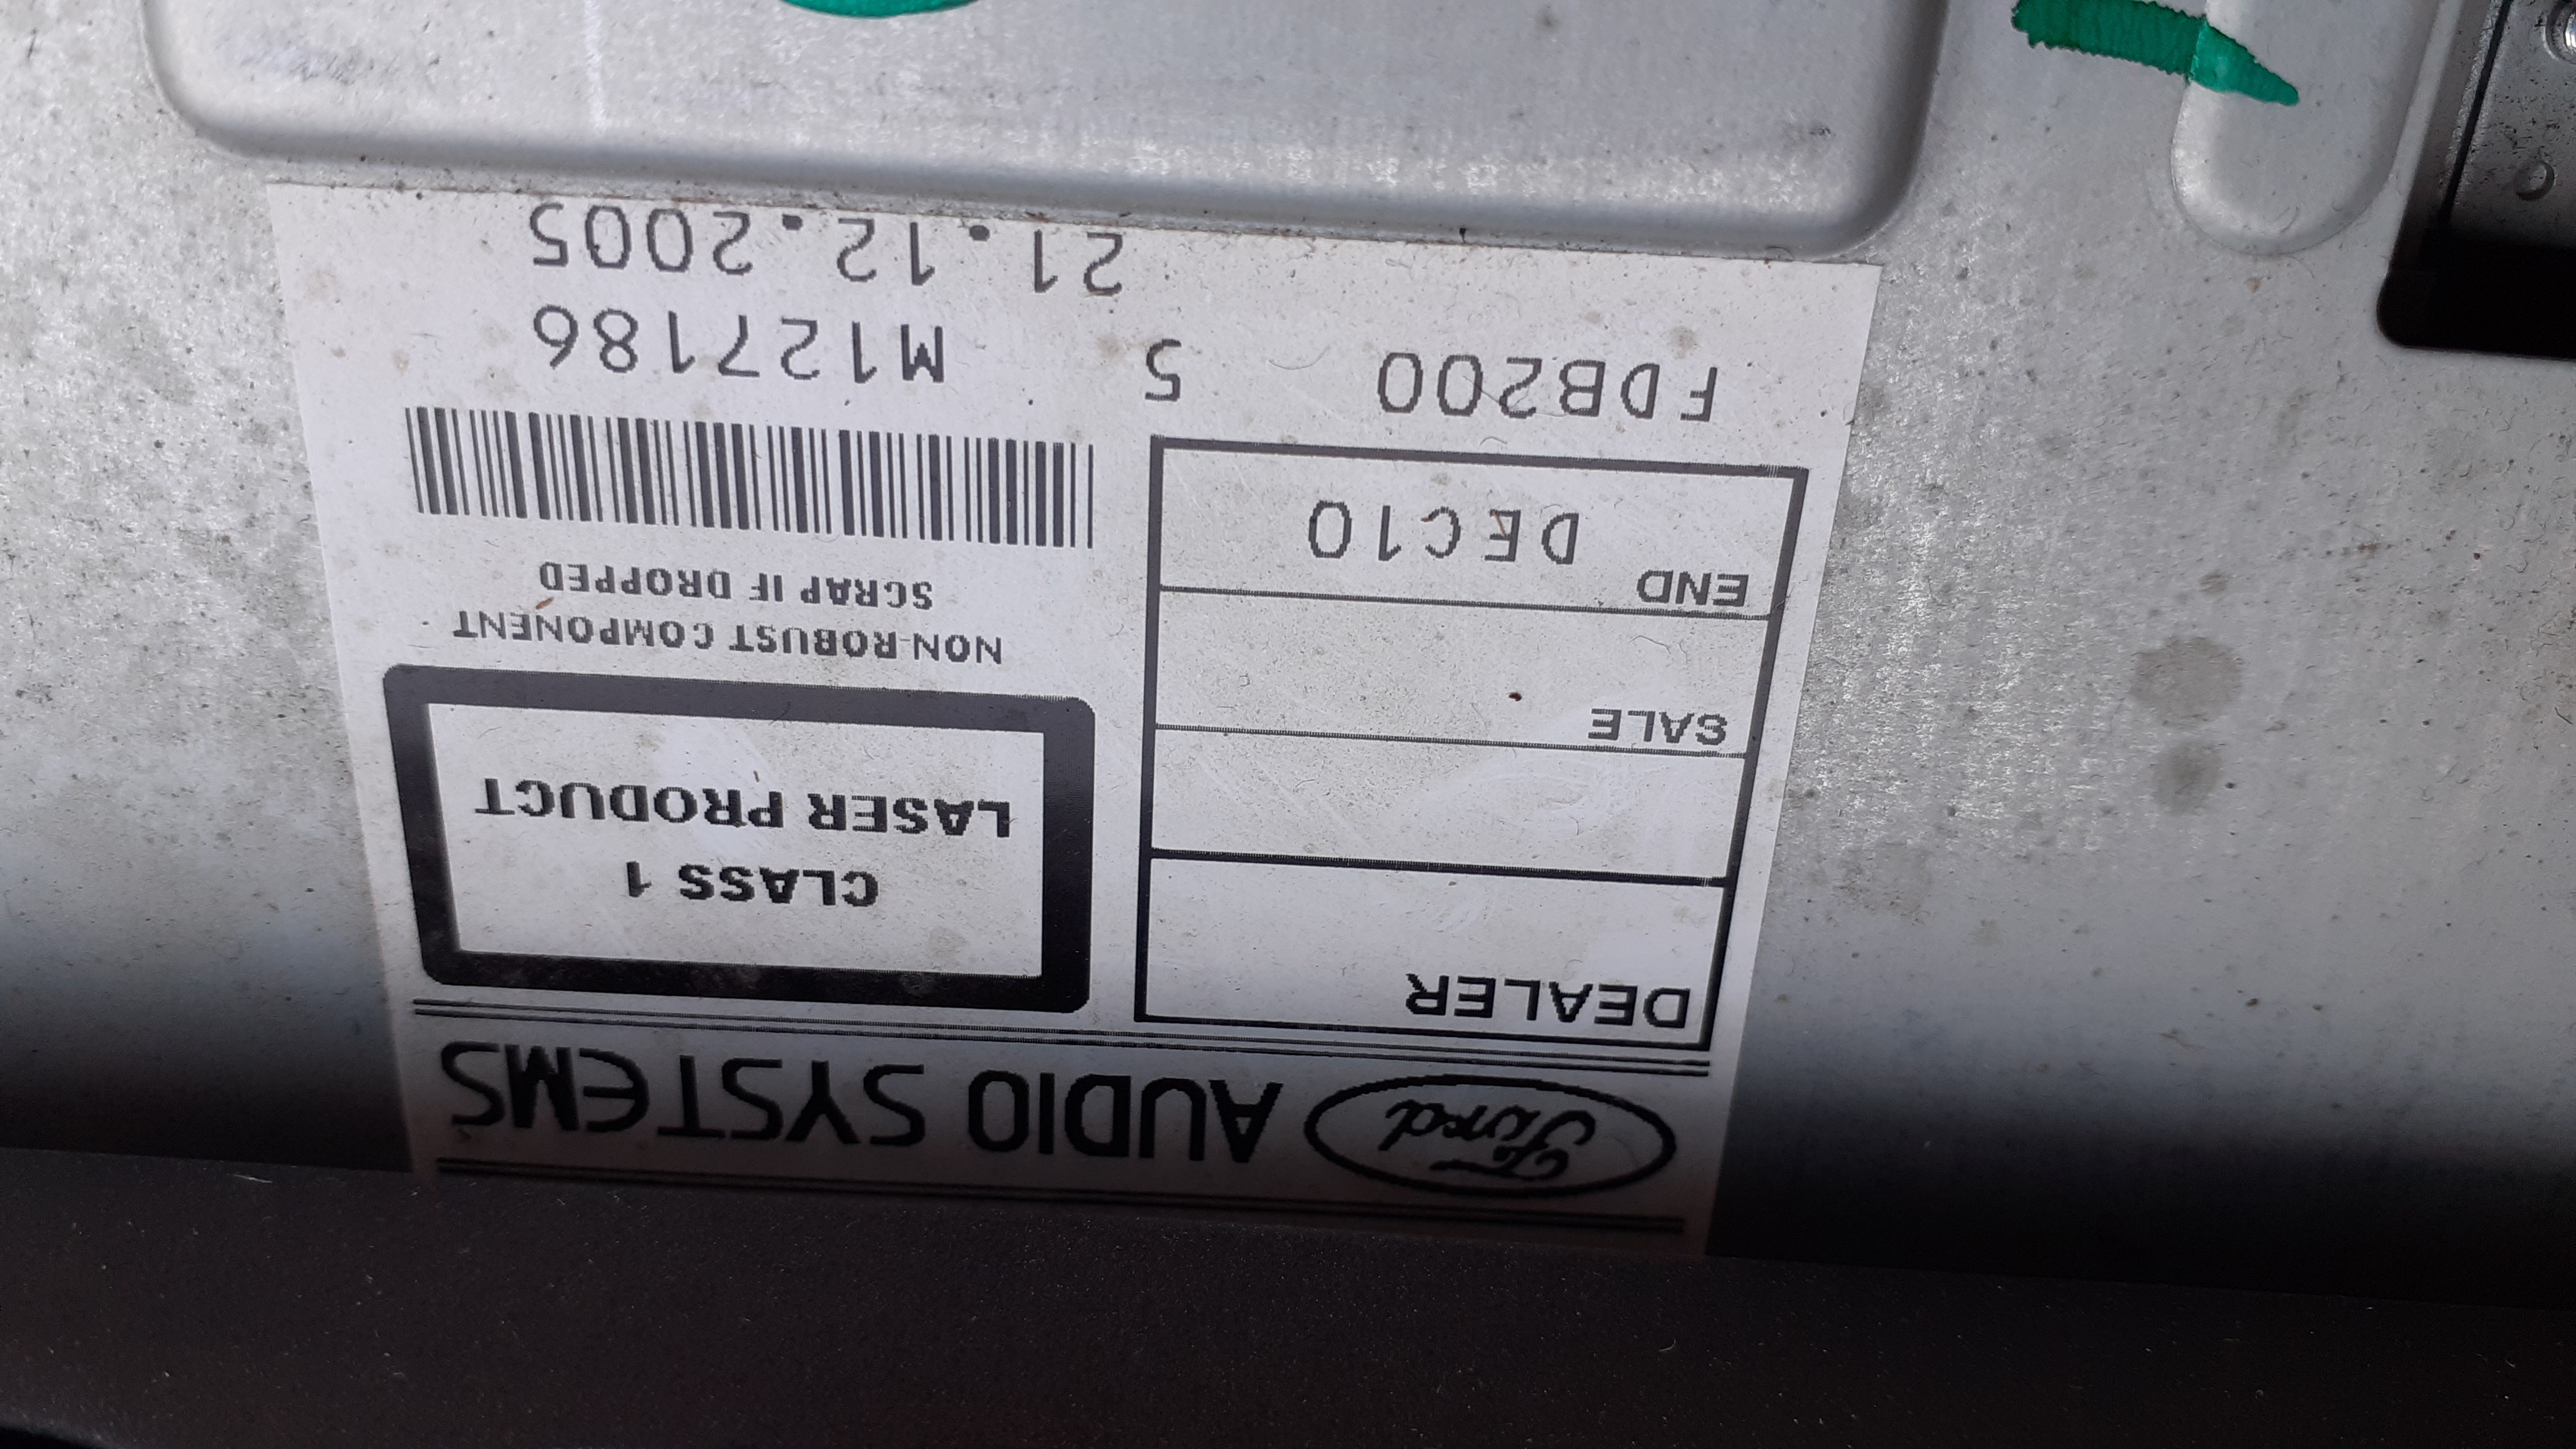 Ford AUDIO SYSTEMS
DEALER
SALE
END
DEC10
CLASS 1
LASER PRODUCT
NON-ROBUST COMPONENT
SCRAP IF DROPPED
FDB200 5 M127186
21.12.2005